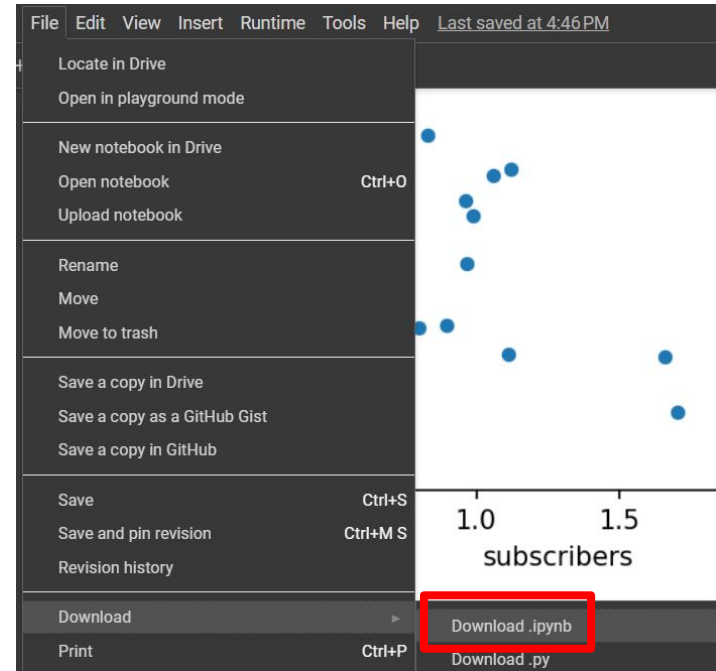 File Edit View Insert Runtime Tools Help Last saved at 4:46 PM
Locate in Drive
Open in playground mode
New notebook in Drive
Open notebook Ctrl+O
Upload notebook
Rename
Move
Move to trash
Save a copy in Drive
Save a copy as a GitHub Gist
Save a copy in GitHub
Save Ctrl+S
Save and pin revision Ctrl+M S
Revision history
Download ►
Print Ctrl+P
Download .ipynb
Download .py
1.0 1.5
subscribers